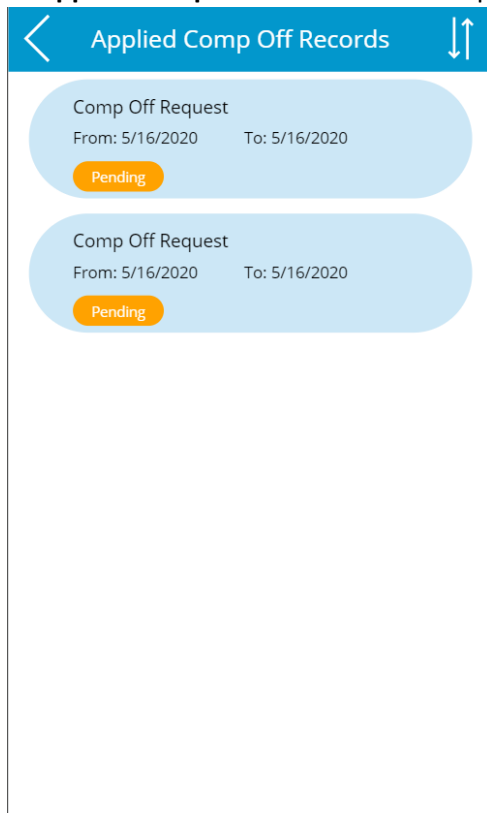 Applied Comp Off Records
Comp Off Request
From: 5/16/2020 To: 5/16/2020
Pending
Comp Off Request
From: 5/16/2020 To: 5/16/2020
Pending